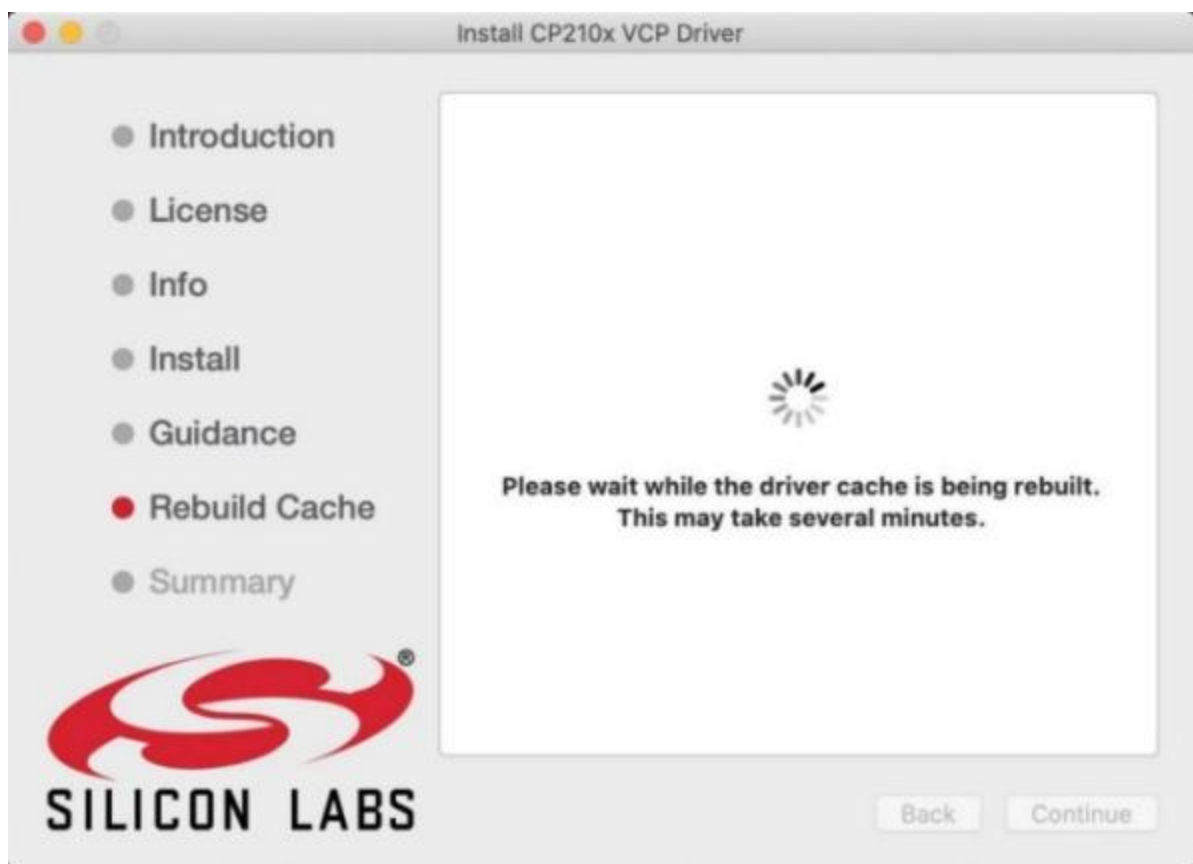 Install CP210x VCP Driver
Introduction
License
Info
Install
Guidance
Rebuild Cache
Summary
Please wait while the driver cache is being rebuilt.
This may take several minutes.
®
SILICON LABS
Back
Continue